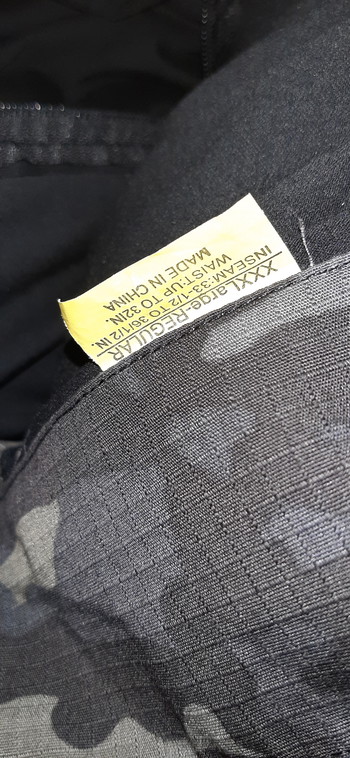 XXXLarge-REGULAR
INSEAM:33-1/2 TO 36/1/2 IN.
WAIST:UP TO 32IN.
MADE IN CHINA